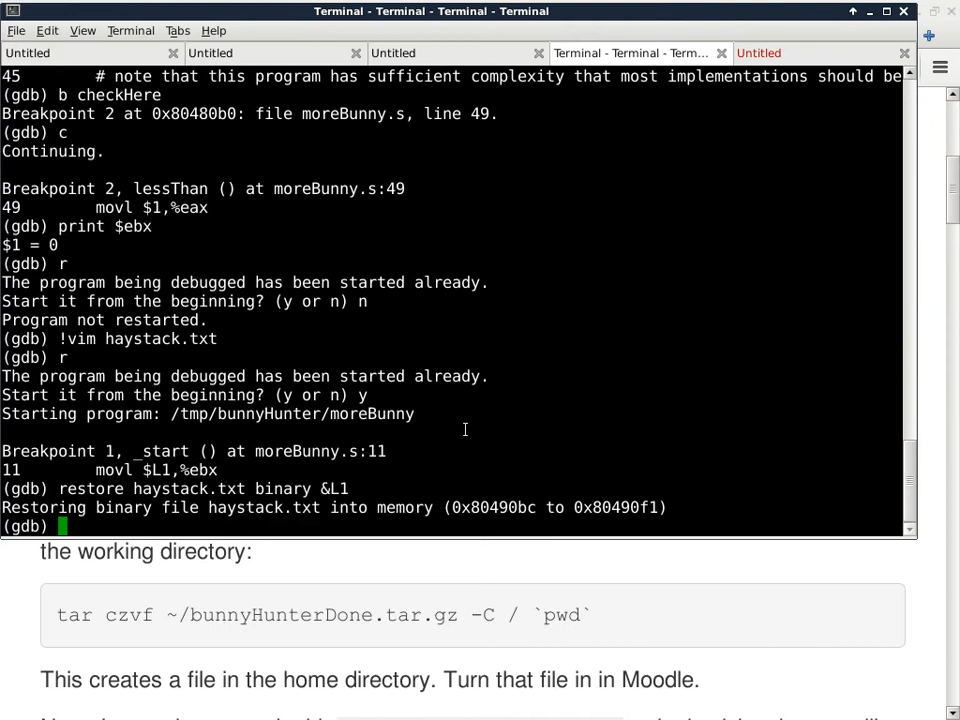 Terminal - Terminal - Terminal - Terminal
File Edit View Terminal Tabs Help
Untitled Untitled Untitled Terminal - Terminal - Term... Untitled
45 # note that this program has sufficient complexity that most implementations should be
(gdb) b checkHere
Breakpoint 2 at 0x80480b0: file moreBunny.s, line 49.
(gdb) c
Continuing.
Breakpoint 2, lessThan () at moreBunny.s:49
49 movl $1,%eax
(gdb) print $ebx
$1 = 0
(gdb) r
The program being debugged has been started already.
Start it from the beginning? (y or n) n
Program not restarted.
(gdb) !vim haystack.txt
(gdb) r
The program being debugged has been started already.
Start it from the beginning? (y or n) y
Starting program: /tmp/bunnyHunter/moreBunny
Breakpoint 1, _start () at moreBunny.s:11
11 movl $L1,%ebx
(gdb) restore haystack.txt binary &L1
Restoring binary file haystack.txt into memory (0x80490bc to 0x80490f1)
(gdb)
the working directory:
tar czvf ~/bunnyHunterDone.tar.gz -C / `pwd`
This creates a file in the home directory. Turn that file in in Moodle.